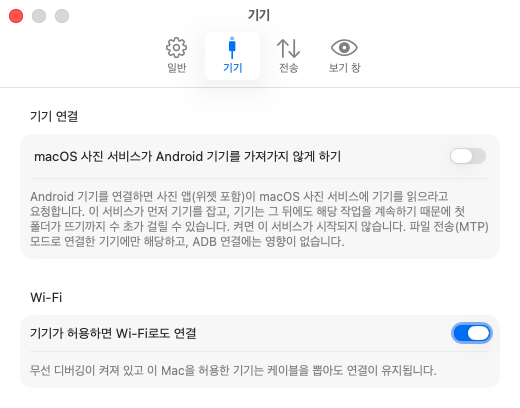 기기
일반
기기
전송
보기 창
기기 연결
macOS 사진 서비스가 Android 기기를 가져가지 않게 하기
Android 기기를 연결하면 사진 앱(위젯 포함)이 macOS 사진 서비스에 기기를 읽으라고
요청합니다. 이 서비스가 먼저 기기를 잡고, 기기는 그 뒤에도 해당 작업을 계속하기 때문에 첫
폴더가 뜨기까지 수 초가 걸릴 수 있습니다. 켜면 이 서비스가 시작되지 않습니다. 파일 전송(MTP)
모드로 연결한 기기에만 해당하고, ADB 연결에는 영향이 없습니다.
Wi-Fi
기기가 허용하면 Wi-Fi로도 연결
무선 디버깅이 켜져 있고 이 Mac을 허용한 기기는 케이블을 뽑아도 연결이 유지됩니다.